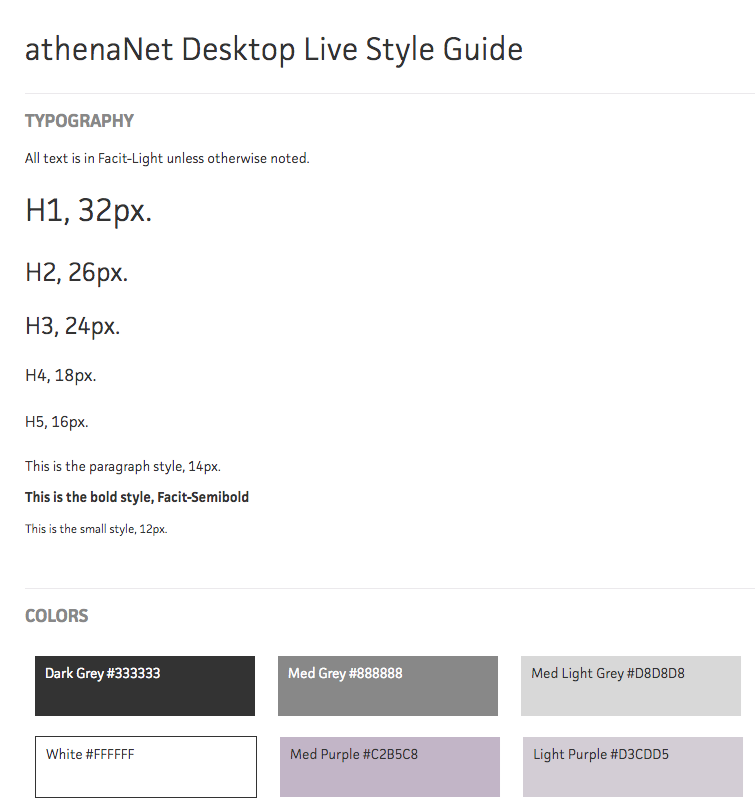 athenaNet Desktop Live Style Guide
TYPOGRAPHY
All text is in Facit-Light unless otherwise noted.
H1, 32px.
H2, 26px.
H3, 24px.
H4, 18px.
H5, 16px.
This is the paragraph style, 14px.
This is the bold style, Facit-Semibold
This is the small style, 12px.
COLORS
Dark Grey #333333
Med Grey #888888
Med Light Grey #D8D8D8
White #FFFFFF
Med Purple #C2B5C8
Light Purple #D3CDD5